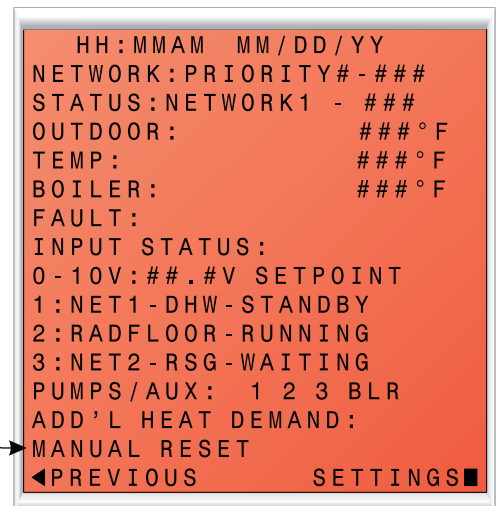 HH:MMAM MM/DD/YY
NETWORK:PRIORITY#-###
STATUS:NETWORK1 - ###
OUTDOOR: ###°F
TEMP: ###°F
BOILER: ###°F
FAULT:
INPUT STATUS:
0-10V:##.#V SETPOINT
1:NET1-DHW-STANDBY
2:RADFLOOR-RUNNING
3:NET2-RSG-WAITING
PUMPS/AUX: 1 2 3 BLR
ADD'L HEAT DEMAND:
MANUAL RESET
◀PREVIOUS SETTINGS■